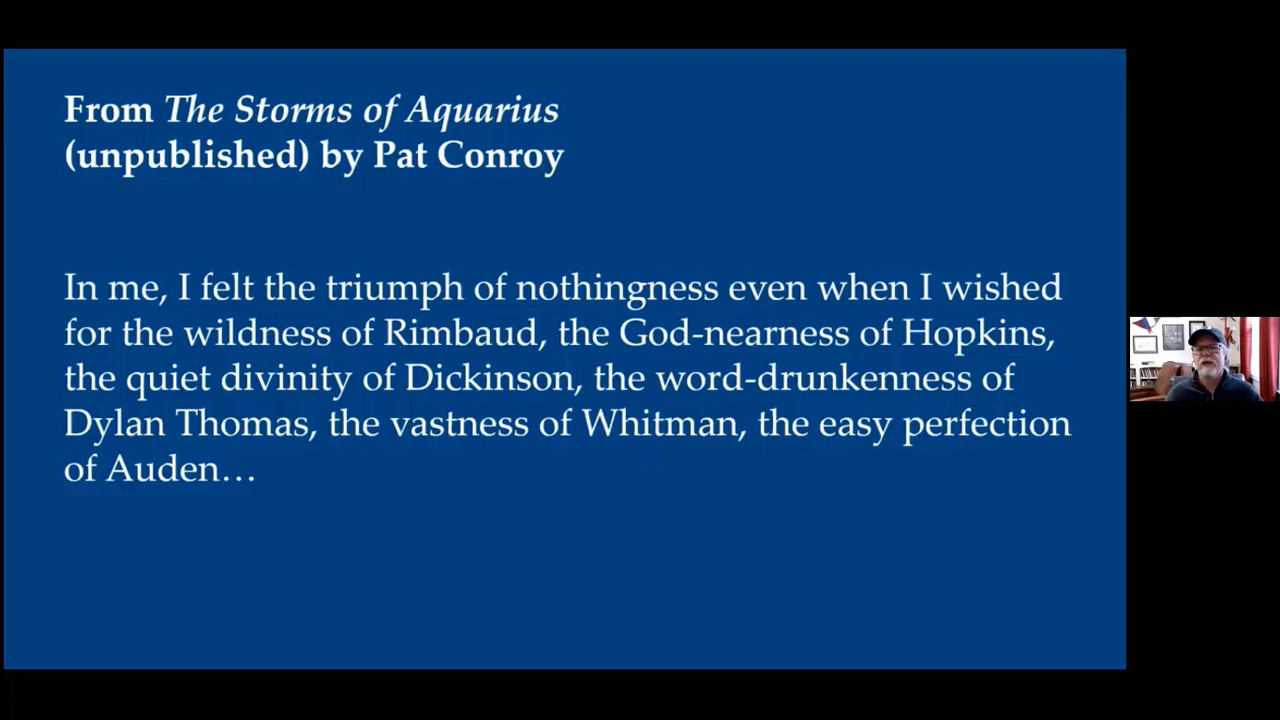 From The Storms of Aquarius
(unpublished) by Pat Conroy
In me, I felt the triumph of nothingness even when I wished
for the wildness of Rimbaud, the God-nearness of Hopkins,
the quiet divinity of Dickinson, the word-drunkenness of
Dylan Thomas, the vastness of Whitman, the easy perfection
of Auden…